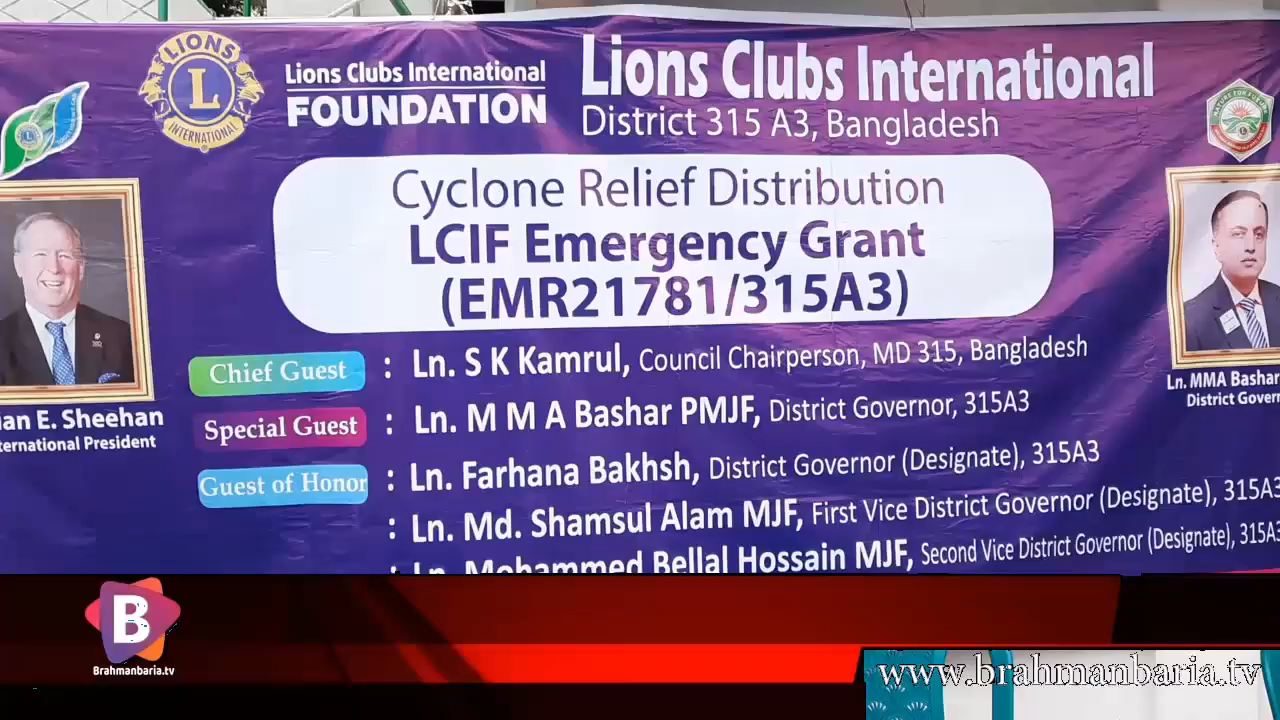 LIONS
L
INTERNATIONAL
Lions Clubs International
FOUNDATION
Lions Clubs International
District 315 A3, Bangladesh
Cyclone Relief Distribution
LCIF Emergency Grant
(EMR21781/315A3)
Chief Guest : Ln. S K Kamrul, Council Chairperson, MD 315, Bangladesh
Special Guest : Ln. M M A Bashar PMJF, District Governor, 315A3
Guest of Honor : Ln. Farhana Bakhsh, District Governor (Designate), 315A3
: Ln. Md. Shamsul Alam MJF, First Vice District Governor (Designate), 315A3
: Ln. Mohammed Bellal Hossain MJF, Second Vice District Governor (Designate), 315A3
an E. Sheehan
ternational President
Ln. MMA Bashar
District Govern
B
Brahmanbaria.tv
www.brahmanbaria.tv